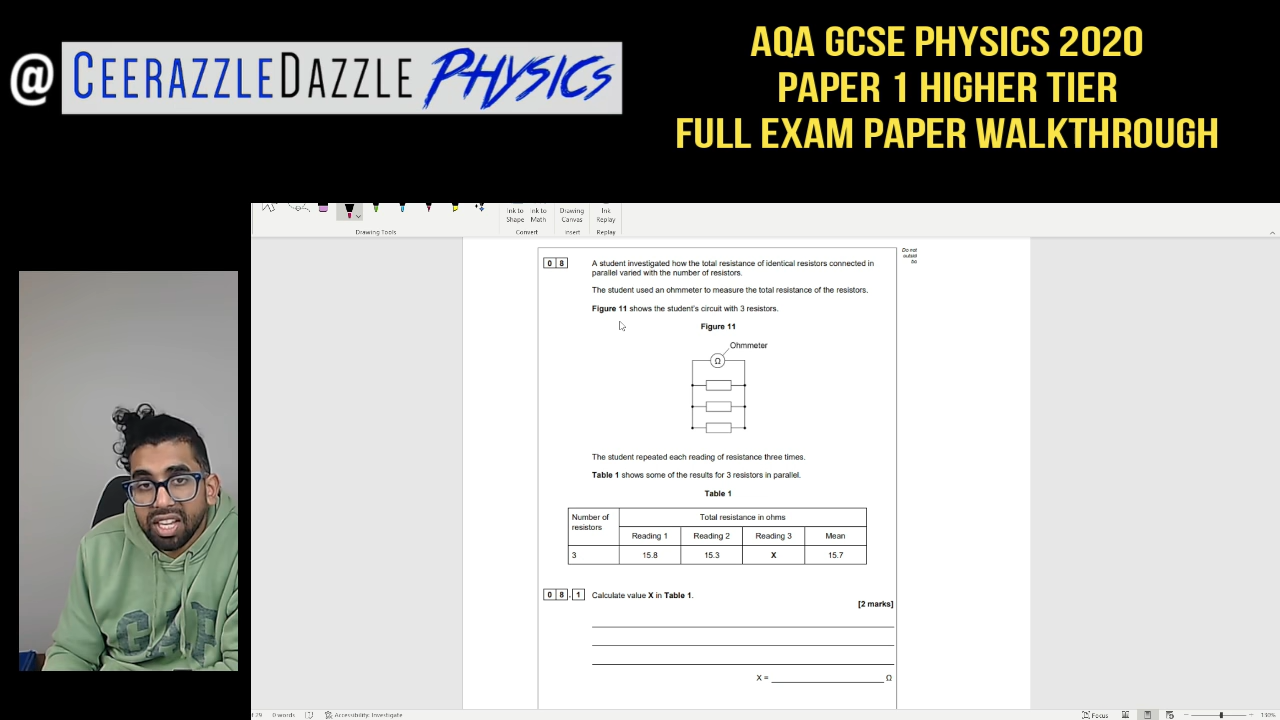 @ CEERAZZLEDAZZLE PHYSICS
AQA GCSE PHYSICS 2020
PAPER 1 HIGHER TIER
FULL EXAM PAPER WALKTHROUGH
Ink to Shape
Ink to Math
Drawing Canvas
Ink Replay
Drawing Tools
Convert
Insert
Replay
Do not
outside
bo
0 8
A student investigated how the total resistance of identical resistors connected in
parallel varied with the number of resistors.
The student used an ohmmeter to measure the total resistance of the resistors.
Figure 11 shows the student's circuit with 3 resistors.
Figure 11
Ohmmeter
Ω
The student repeated each reading of resistance three times.
Table 1 shows some of the results for 3 resistors in parallel.
Table 1
Number of resistors
Total resistance in ohms
Reading 1 Reading 2 Reading 3 Mean
3 15.8 15.3 X 15.7
0 8 . 1 Calculate value X in Table 1.
[2 marks]
X = Ω
GAP
0 words
Accessibility: Investigate
Focus
130%